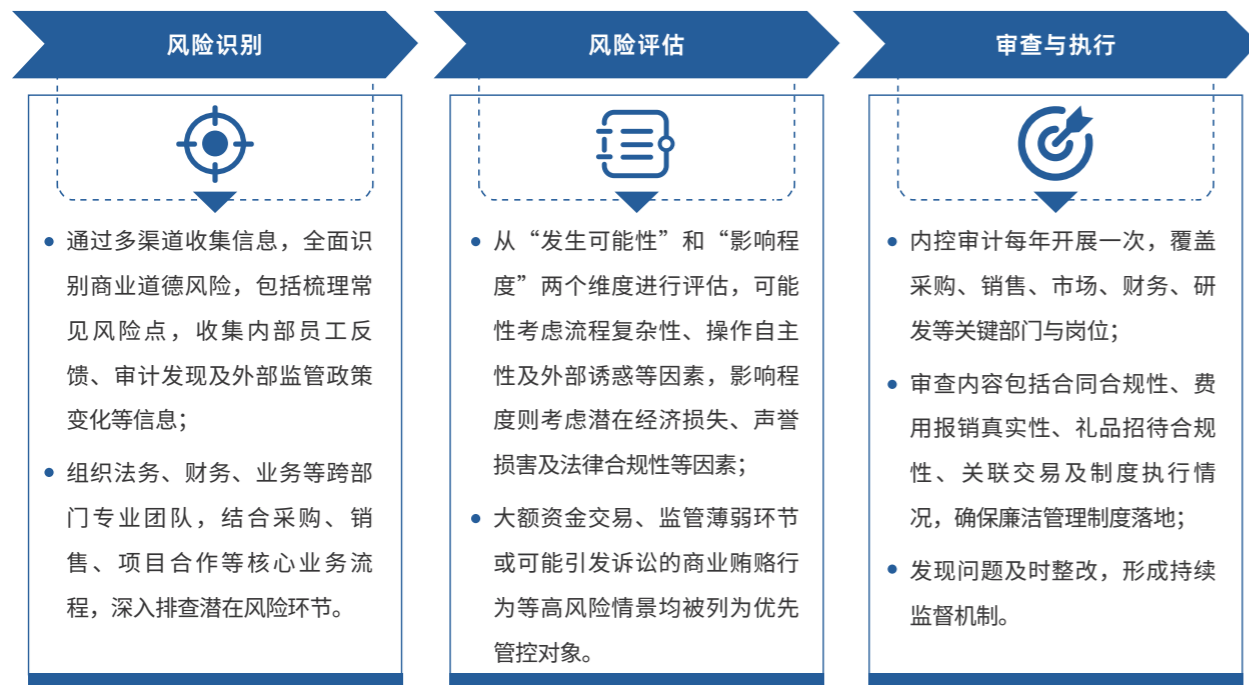 风险识别
通过多渠道收集信息，全面识
别商业道德风险，包括梳理常
见风险点，收集内部员工反
馈、审计发现及外部监管政策
变化等信息；
组织法务、财务、业务等跨部
门专业团队，结合采购、销
售、项目合作等核心业务流
程，深入排查潜在风险环节。
风险评估
从“发生可能性”和“影响程
度”两个维度进行评估，可能
性考虑流程复杂性、操作自主
性及外部诱惑等因素，影响程
度则考虑潜在经济损失、声誉
损害及法律合规性等因素；
大额资金交易、监管薄弱环节
或可能引发诉讼的商业贿赂行
为等高风险情景均被列为优先
管控对象。
审查与执行
内控审计每年开展一次，覆盖
采购、销售、市场、财务、研
发等关键部门与岗位；
审查内容包括合同合规性、费
用报销真实性、礼品招待合规
性、关联交易及制度执行情
况，确保廉洁管理制度落地；
发现问题及时整改，形成持续
监督机制。